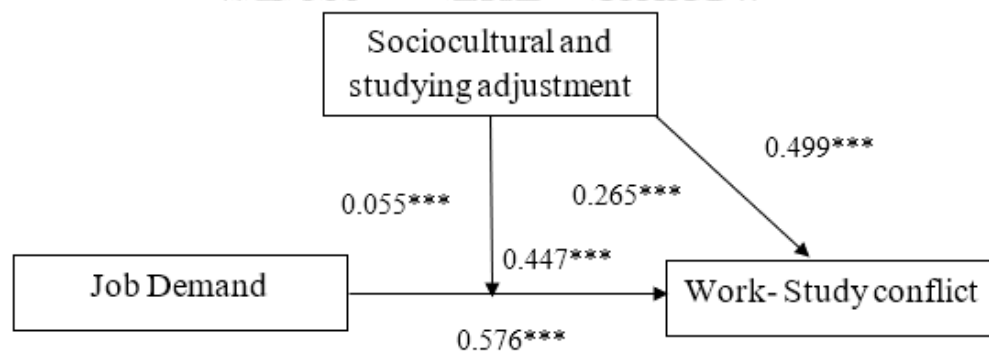 Sociocultural and
studying adjustment
0.499***
0.055***
0.265***
0.447***
Job Demand
Work- Study conflict
0.576***